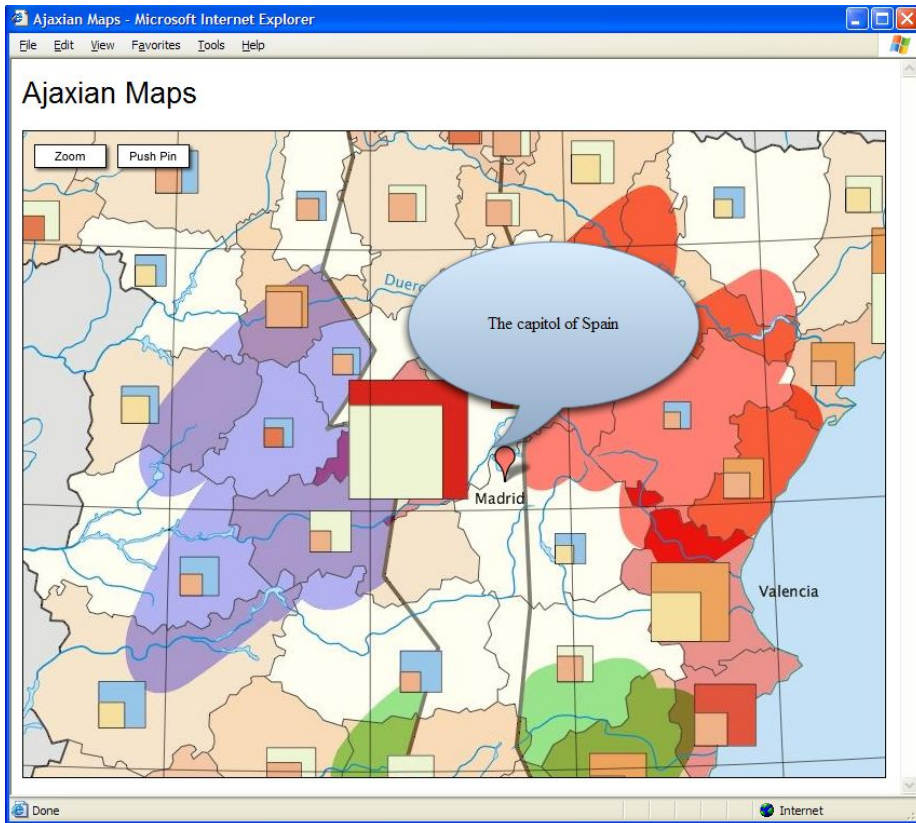 Ajaxian Maps - Microsoft Internet Explorer
File Edit View Favorites Tools Help
Ajaxian Maps
Zoom Push Pin
The capitol of Spain
Madrid
Valencia
Done Internet